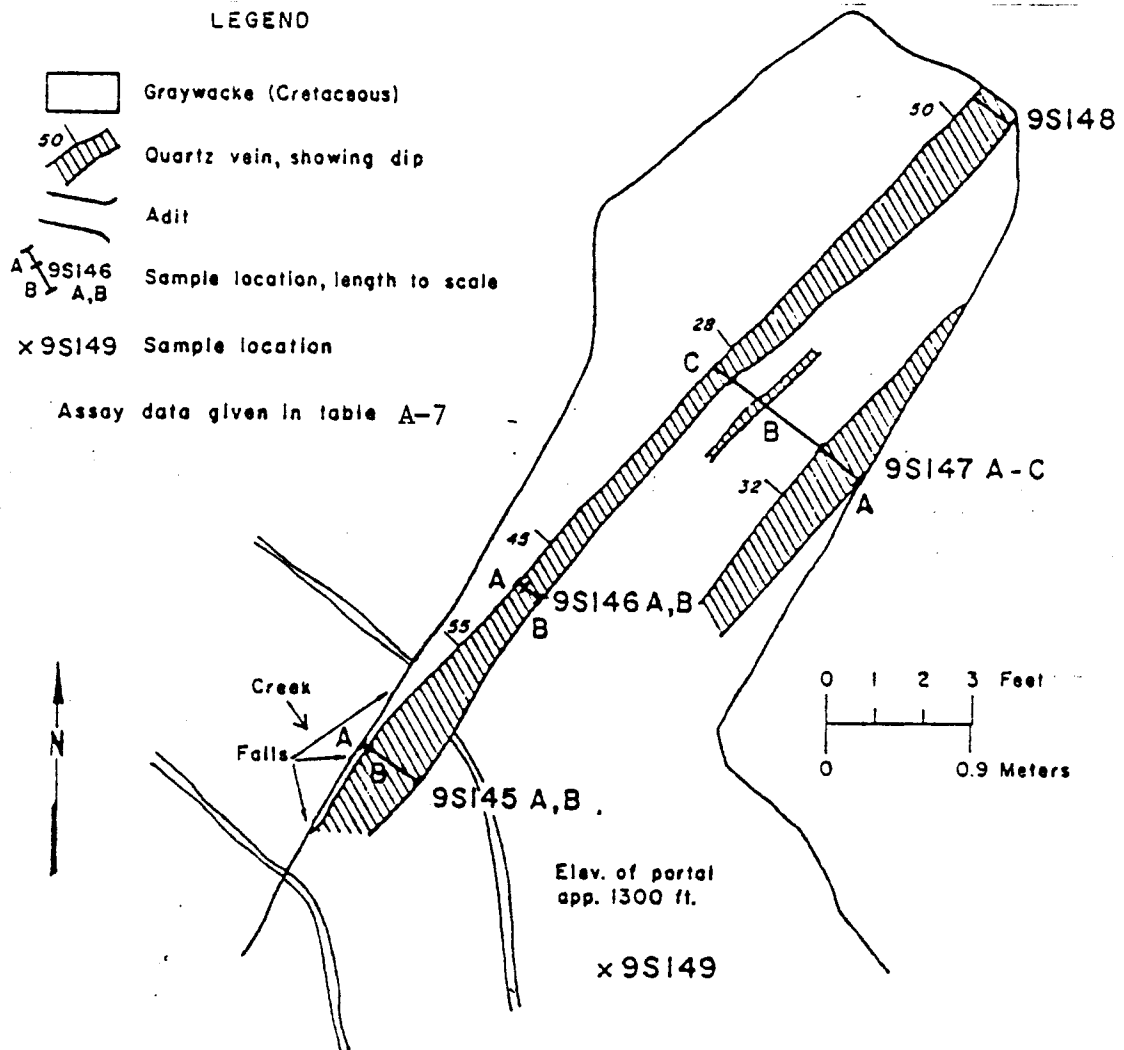 LEGEND
Graywacke (Cretaceous)
50
Quartz vein, showing dip
Adit
A 9S146
B A,B
Sample location, length to scale
× 9S149 Sample location
Assay data given in table A-7
50
9S148
28
C
B
9S147 A-C
A
32
45
A
9S146 A, B
B
55
Creek
A
Falls
B
9S145 A, B
N
0 1 2 3 Feet
0 0.9 Meters
Elev. of portal
app. 1300 ft.
× 9S149